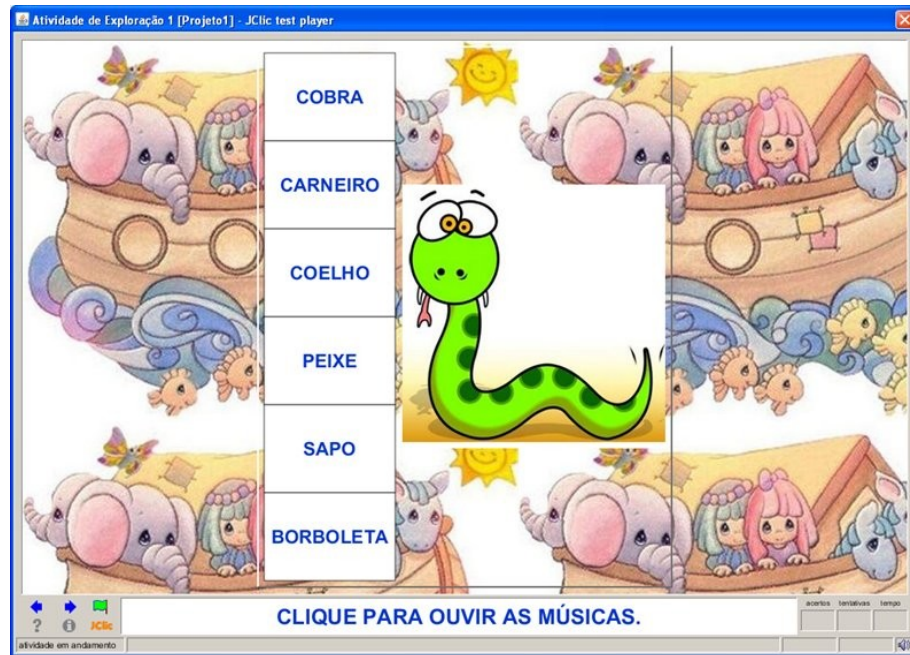 Atividade de Exploração 1 [Projeto1] - JClic test player
COBRA
CARNEIRO
COELHO
PEIXE
SAPO
BORBOLETA
CLIQUE PARA OUVIR AS MÚSICAS.
acertos tentativas tempo
JClic
atividade em andamento